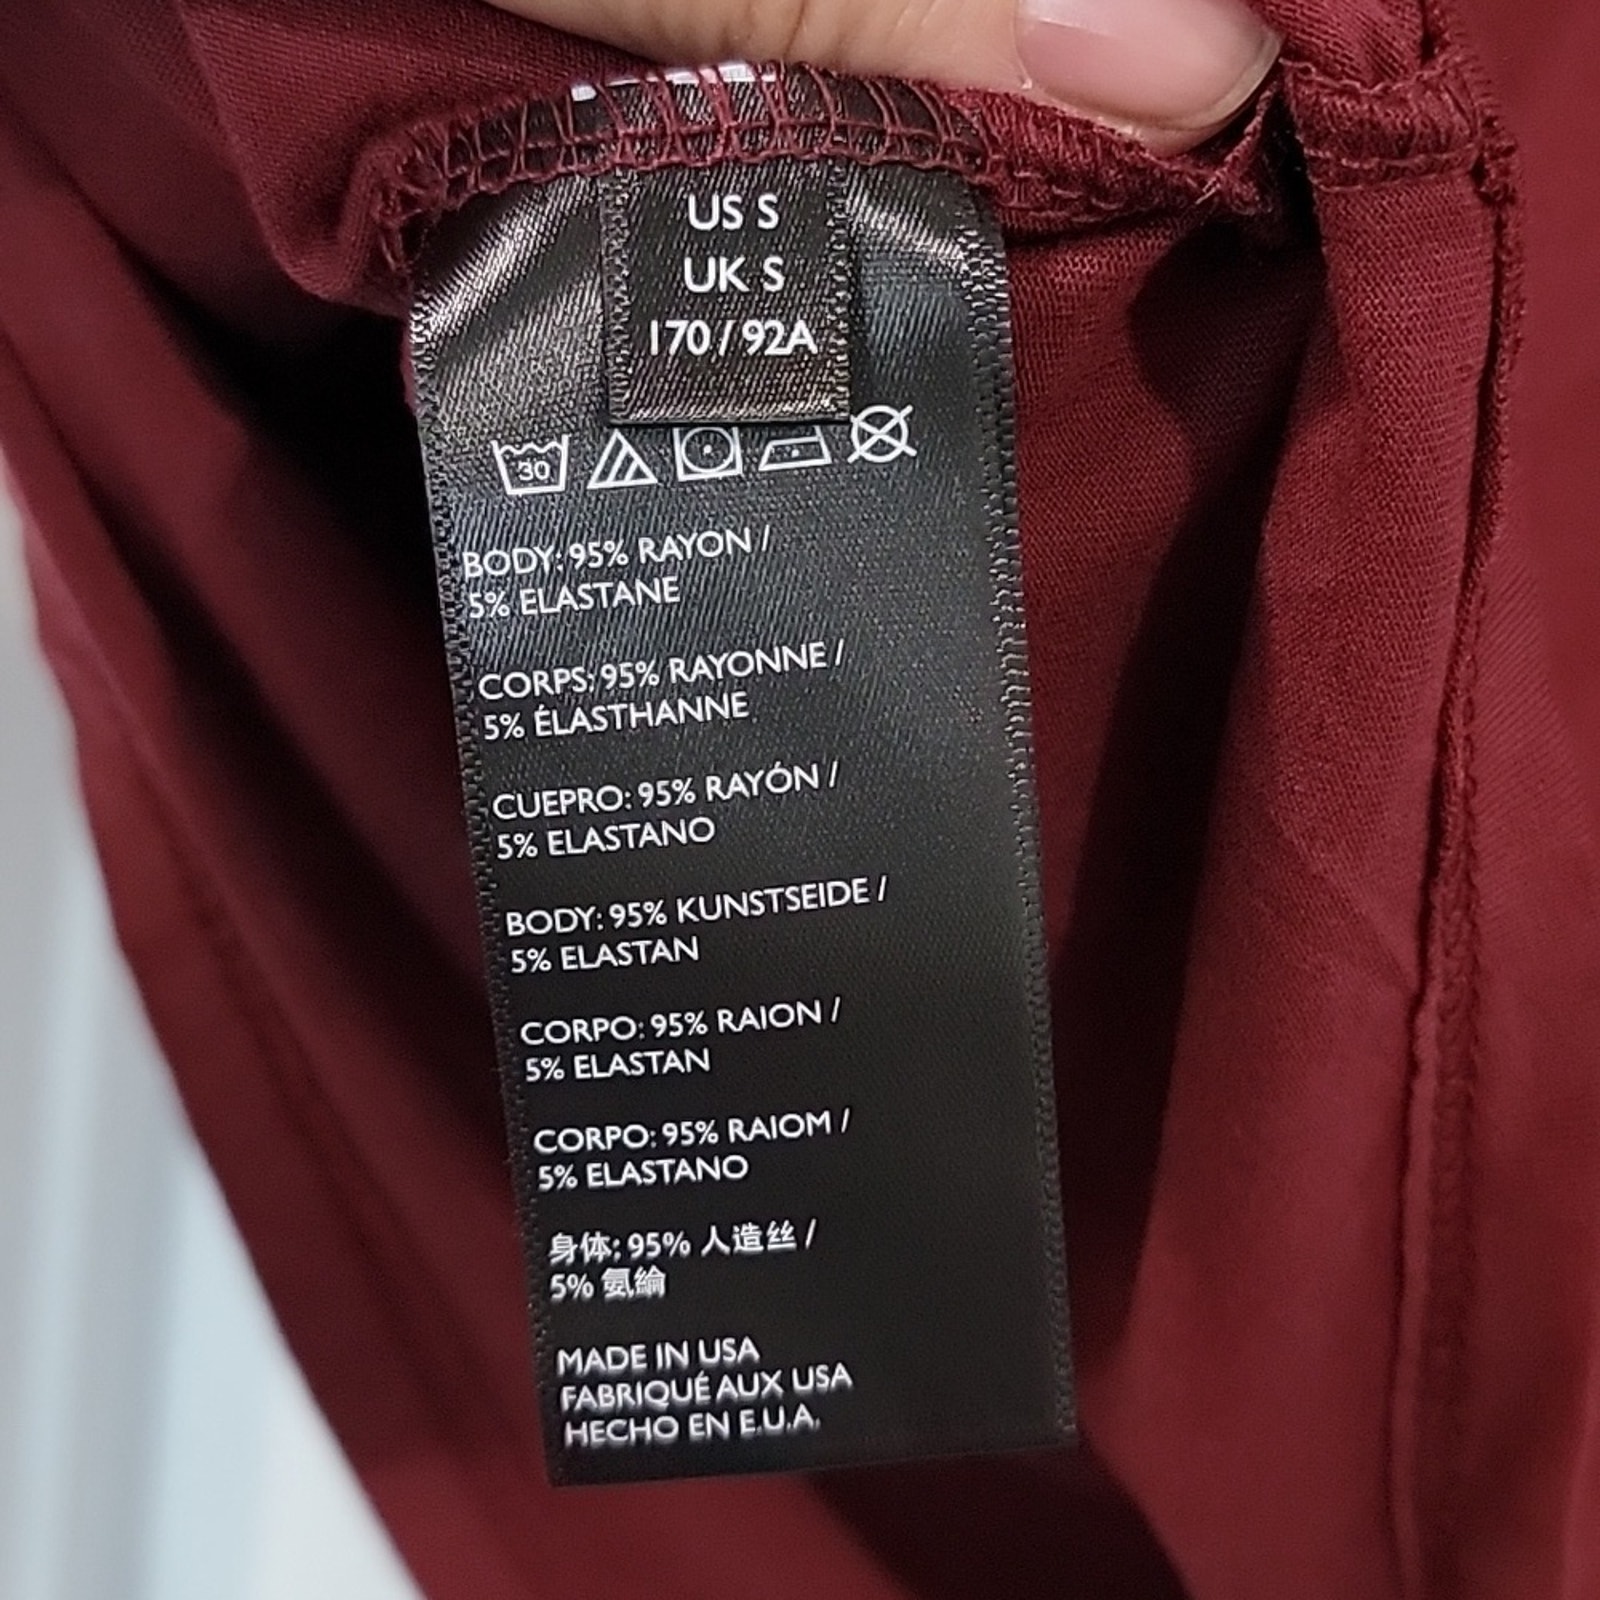 US S
UK S
170 / 92A
30
BODY: 95% RAYON /
5% ELASTANE
CORPS: 95% RAYONNE /
5% ÉLASTHANNE
CUEPRO: 95% RAYÓN /
5% ELASTANO
BODY: 95% KUNSTSEIDE /
5% ELASTAN
CORPO: 95% RAION /
5% ELASTAN
CORPO: 95% RAIOM /
5% ELASTANO
身体: 95% 人造丝 /
5% 氨綸
MADE IN USA
FABRIQUÉ AUX USA
HECHO EN E.U.A.